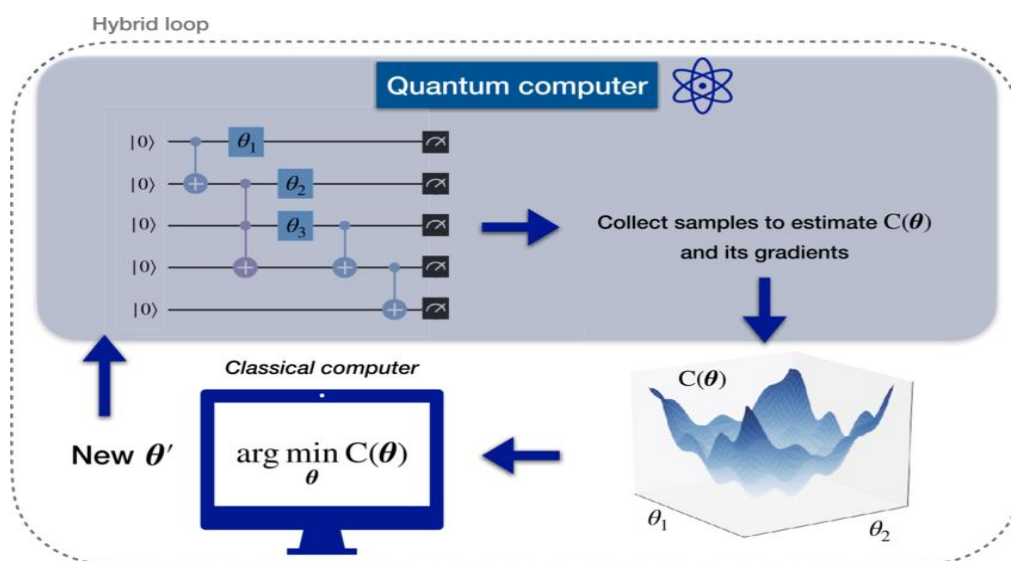 Hybrid loop
Quantum computer
|0⟩ θ₁
|0⟩ θ₂
|0⟩ θ₃
|0⟩
|0⟩
Collect samples to estimate C(θ)
and its gradients
Classical computer
C(θ)
New θ′
arg min C(θ)
θ
θ₁
θ₂